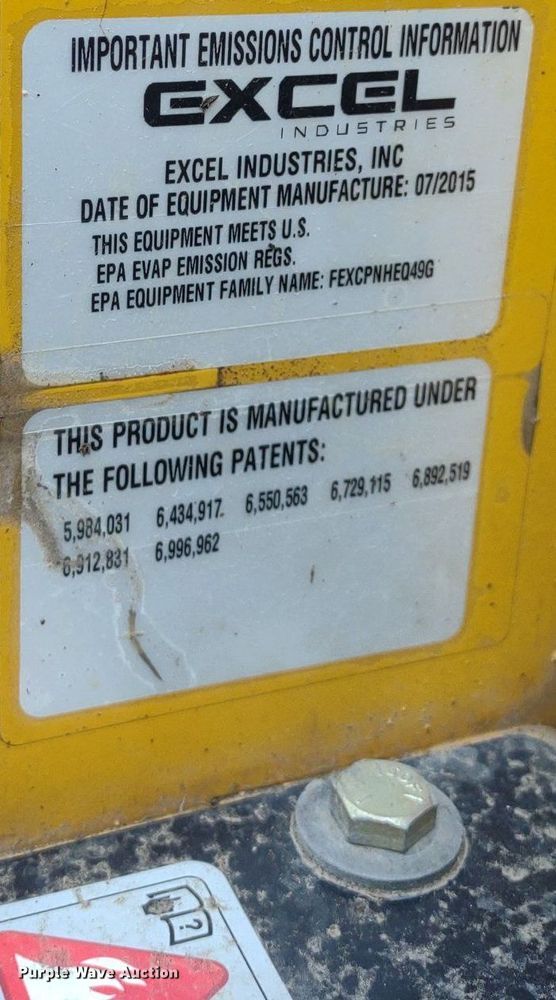 IMPORTANT EMISSIONS CONTROL INFORMATION
EXCEL
INDUSTRIES
EXCEL INDUSTRIES, INC
DATE OF EQUIPMENT MANUFACTURE: 07/2015
THIS EQUIPMENT MEETS U.S.
EPA EVAP EMISSION REGS.
EPA EQUIPMENT FAMILY NAME: FEXCPNHEQ49G
THIS PRODUCT IS MANUFACTURED UNDER
THE FOLLOWING PATENTS:
5,984,031 6,434,917 6,550,563 6,729,115 6,892,519
6,912,831 6,996,962
?
Purple Wave Auction